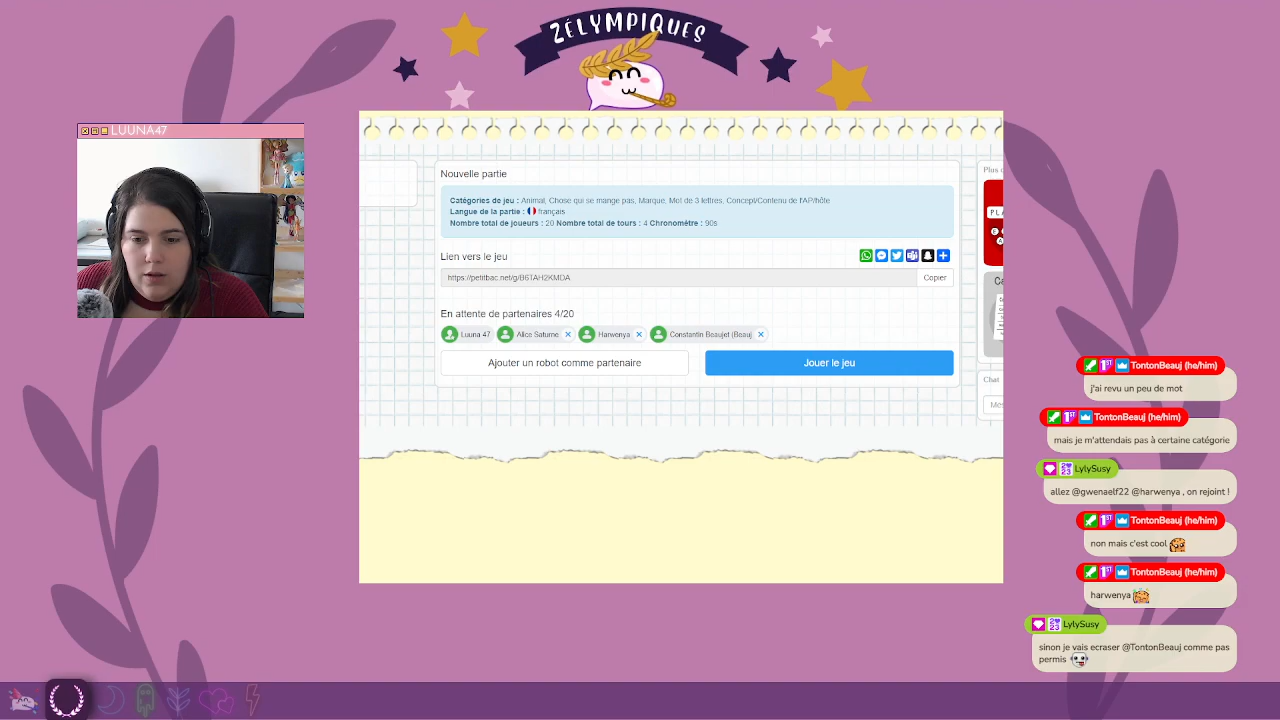 ZÉLYMPIQUES
LUUNA47
Nouvelle partie
Catégories de jeu : Animal, Chose qui se mange pas, Marque, Mot de 3 lettres, Concept/Contenu de l'AP/hôte
Langue de la partie : français
Nombre total de joueurs : 20 Nombre total de tours : 4 Chronomètre : 90s
Lien vers le jeu
https://petitbac.net/g/B6TAH2KMDA
Copier
En attente de partenaires 4/20
Luuna 47
Alice Saturne
Harwenya
Constantin Beaujet (Beauj
Ajouter un robot comme partenaire
Jouer le jeu
Plus
Chat
Mes
TontonBeauj (he/him)
j'ai revu un peu de mot
TontonBeauj (he/him)
mais je m'attendais pas à certaine catégorie
LylySusy
allez @gwenaelf22 @harwenya , on rejoint !
TontonBeauj (he/him)
non mais c'est cool
TontonBeauj (he/him)
harwenya
LylySusy
sinon je vais ecraser @TontonBeauj comme pas
permis